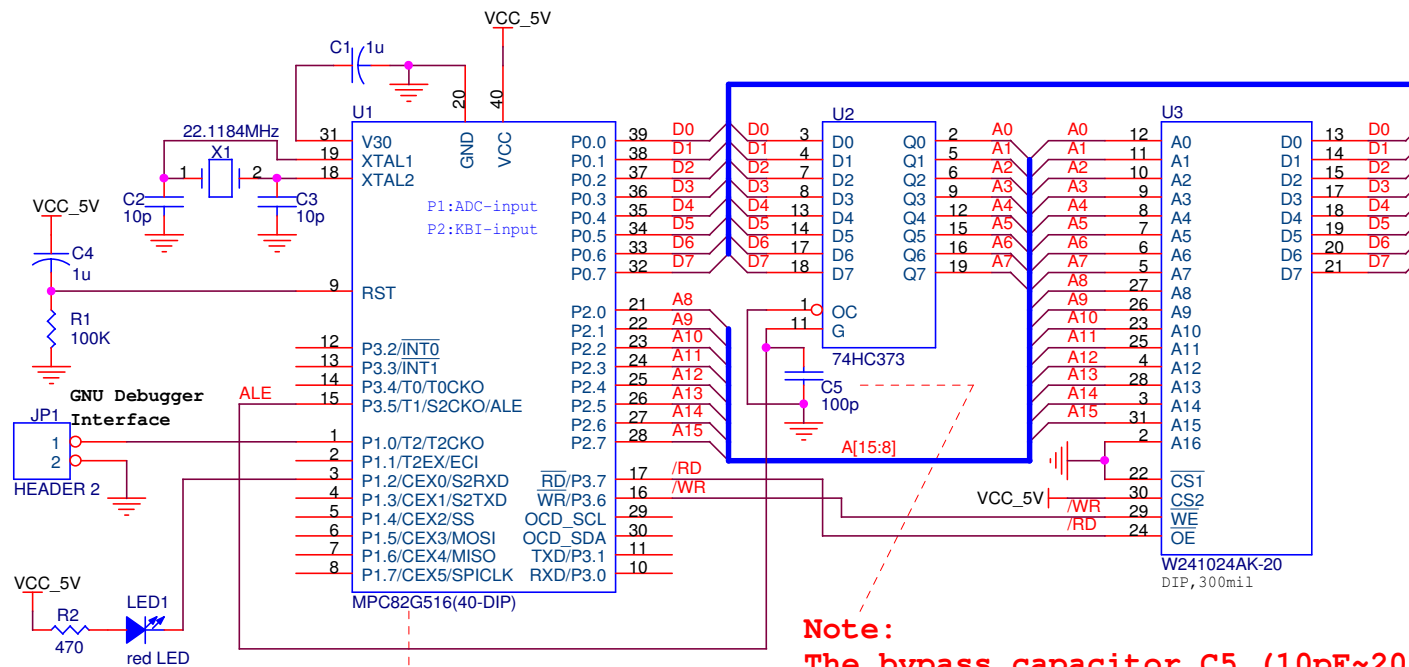 VCC_5V
C1 1u
20 40
U1
22.1184MHz
X1
1 2
C2
10p
C3
10p
31 V30
19 XTAL1
18 XTAL2
GND
VCC
P1:ADC-input
P2:KBI-input
VCC_5V
C4
1u
9 RST
R1
100K
12 P3.2/INT0
13 P3.3/INT1
14 P3.4/T0/T0CKO
15 P3.5/T1/S2CKO/ALE
ALE
GNU Debugger
Interface
JP1
1
2
HEADER 2
1 P1.0/T2/T2CKO
2 P1.1/T2EX/ECI
3 P1.2/CEX0/S2RXD
4 P1.3/CEX1/S2TXD
5 P1.4/CEX2/SS
6 P1.5/CEX3/MOSI
7 P1.6/CEX4/MISO
8 P1.7/CEX5/SPICLK
MPC82G516(40-DIP)
VCC_5V
R2
470
LED1
red LED
P0.0 39 D0
P0.1 38 D1
P0.2 37 D2
P0.3 36 D3
P0.4 35 D4
P0.5 34 D5
P0.6 33 D6
P0.7 32 D7
P2.0 21 A8
P2.1 22 A9
P2.2 23 A10
P2.3 24 A11
P2.4 25 A12
P2.5 26 A13
P2.6 27 A14
P2.7 28 A15
RD/P3.7 17 /RD
WR/P3.6 16 /WR
OCD_SCL 29
OCD_SDA 30
TXD/P3.1 11
RXD/P3.0 10
U2
D0 3 D0 Q0 2 A0
D1 4 D1 Q1 5 A1
D2 7 D2 Q2 6 A2
D3 8 D3 Q3 9 A3
D4 13 D4 Q4 12 A4
D5 14 D5 Q5 15 A5
D6 17 D6 Q6 16 A6
D7 18 D7 Q7 19 A7
1 OC
11 G
74HC373
C5
100p
A[15:8]
U3
A0 12 A0 D0 13 D0
A1 11 A1 D1 14 D1
A2 10 A2 D2 15 D2
A3 9 A3 D3 17 D3
A4 8 A4 D4 18 D4
A5 7 A5 D5 19 D5
A6 6 A6 D6 20 D6
A7 5 A7 D7 21 D7
A8 27 A8
A9 26 A9
A10 23 A10
A11 25 A11
A12 4 A12
A13 28 A13
A14 3 A14
A15 31 A15
2 A16
22 CS1
VCC_5V 30 CS2
/WR 29 WE
/RD 24 OE
W241024AK-20
DIP,300mil
Note:
The bypass capacitor C5 (10pF~20